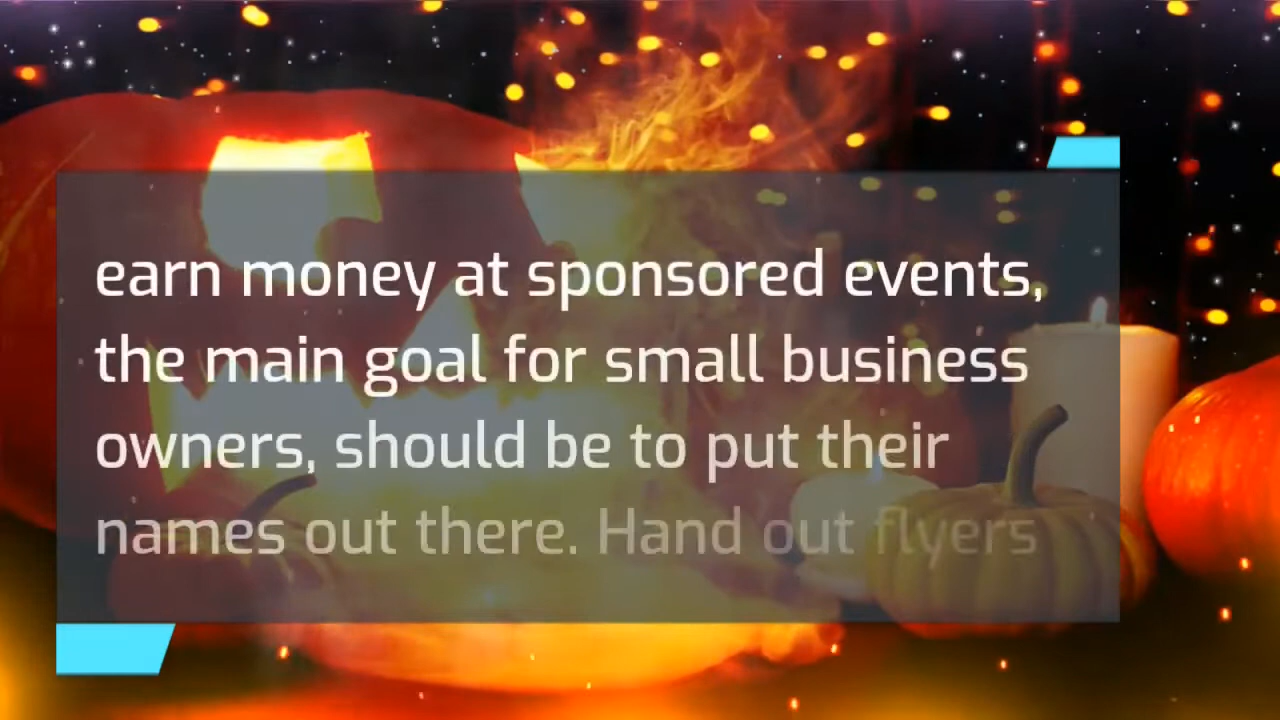 earn money at sponsored events,
the main goal for small business
owners, should be to put their
names out there. Hand out flyers